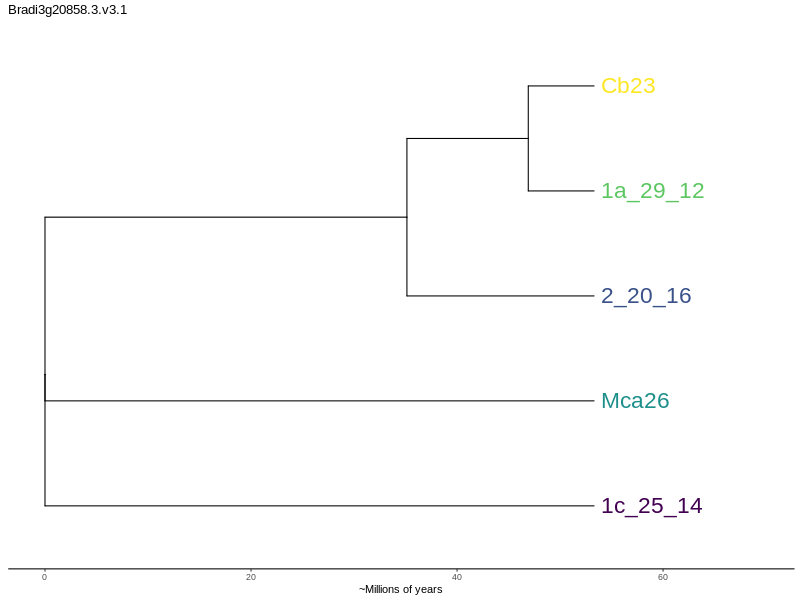 Bradi3g20858.3.v3.1
Cb23
1a_29_12
2_20_16
Mca26
1c_25_14
0 20 40 60
~Millions of years